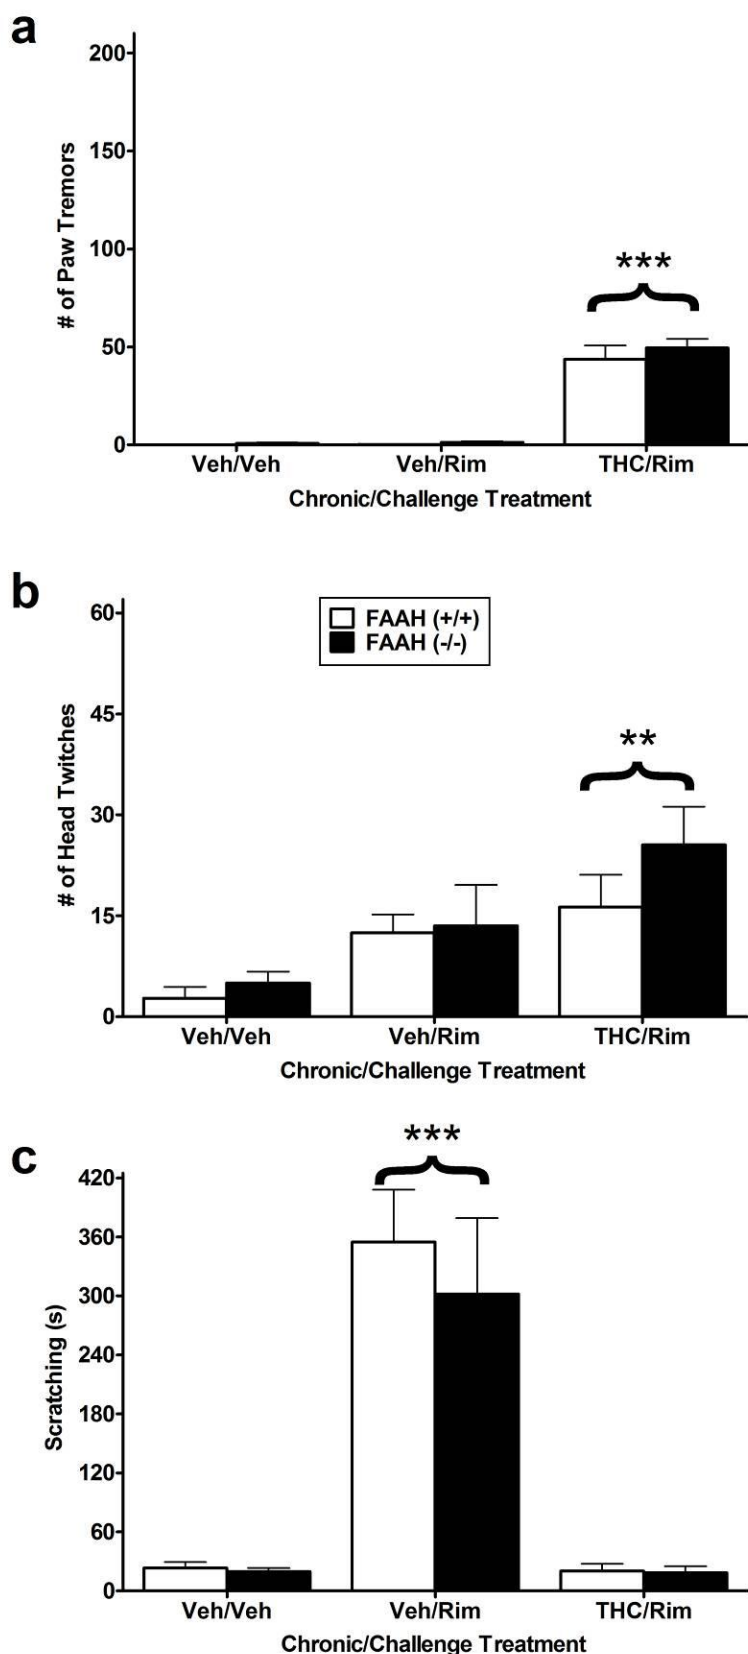 a
# of Paw Tremors
200
150
100
50
0
***
Veh/Veh Veh/Rim THC/Rim
Chronic/Challenge Treatment
b
# of Head Twitches
60
45
30
15
0
FAAH (+/+)
FAAH (-/-)
**
Veh/Veh Veh/Rim THC/Rim
Chronic/Challenge Treatment
c
Scratching (s)
***
420
360
300
240
180
120
60
0
Veh/Veh Veh/Rim THC/Rim
Chronic/Challenge Treatment